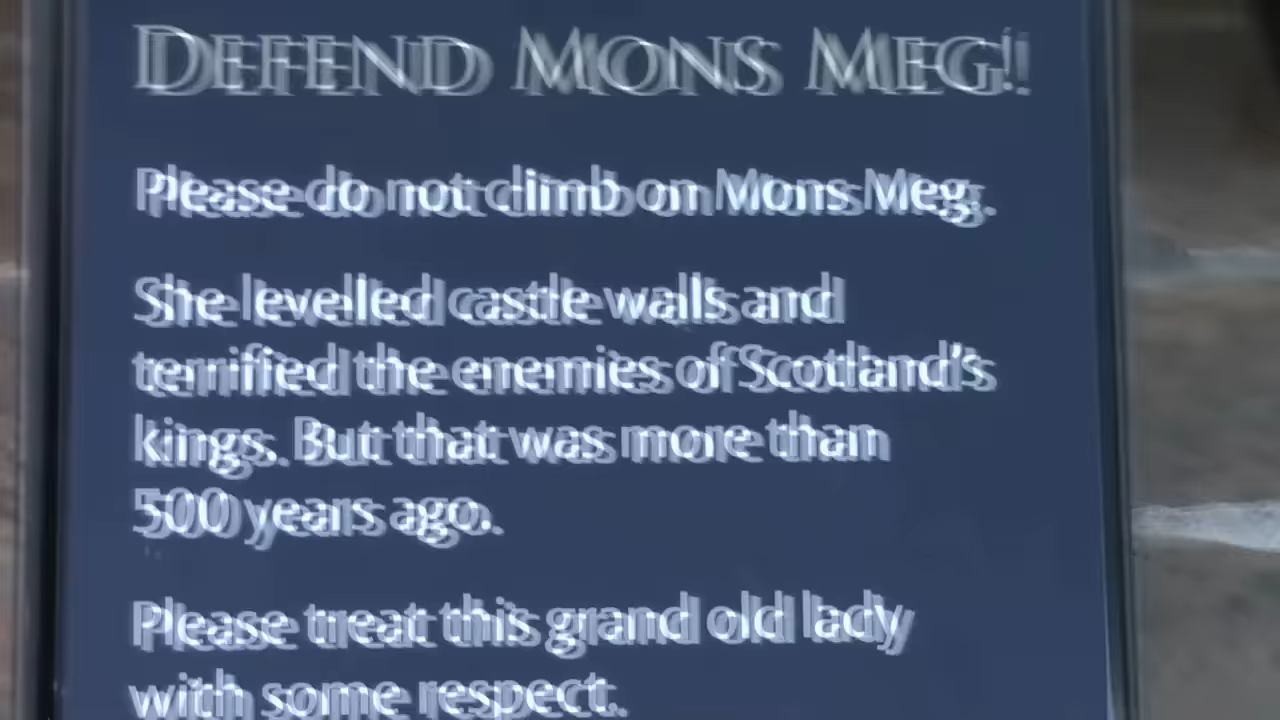 DEFEND MONS MEG!
Please do not climb on Mons Meg.
She levelled castle walls and
terrified the enemies of Scotland's
kings. But that was more than
500 years ago.
Please treat this grand old lady
with some respect.